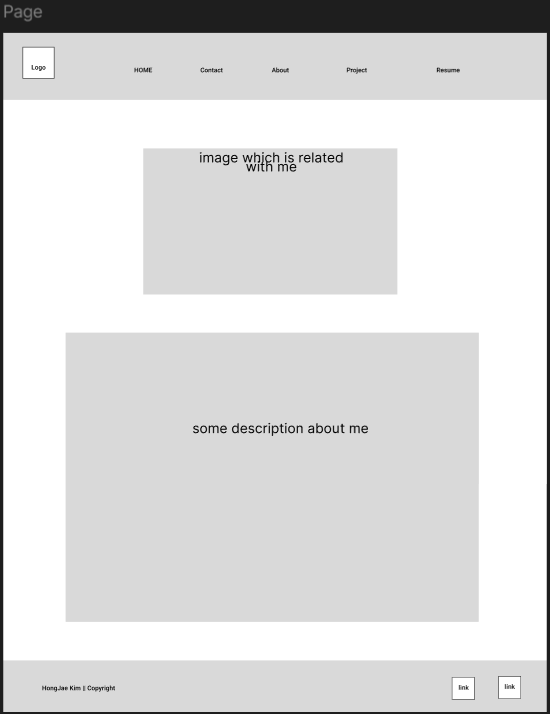 Page
Logo
HOME
Contact
About
Project
Resume
image which is related
with me
some description about me
HongJae Kim || Copyright
link
link